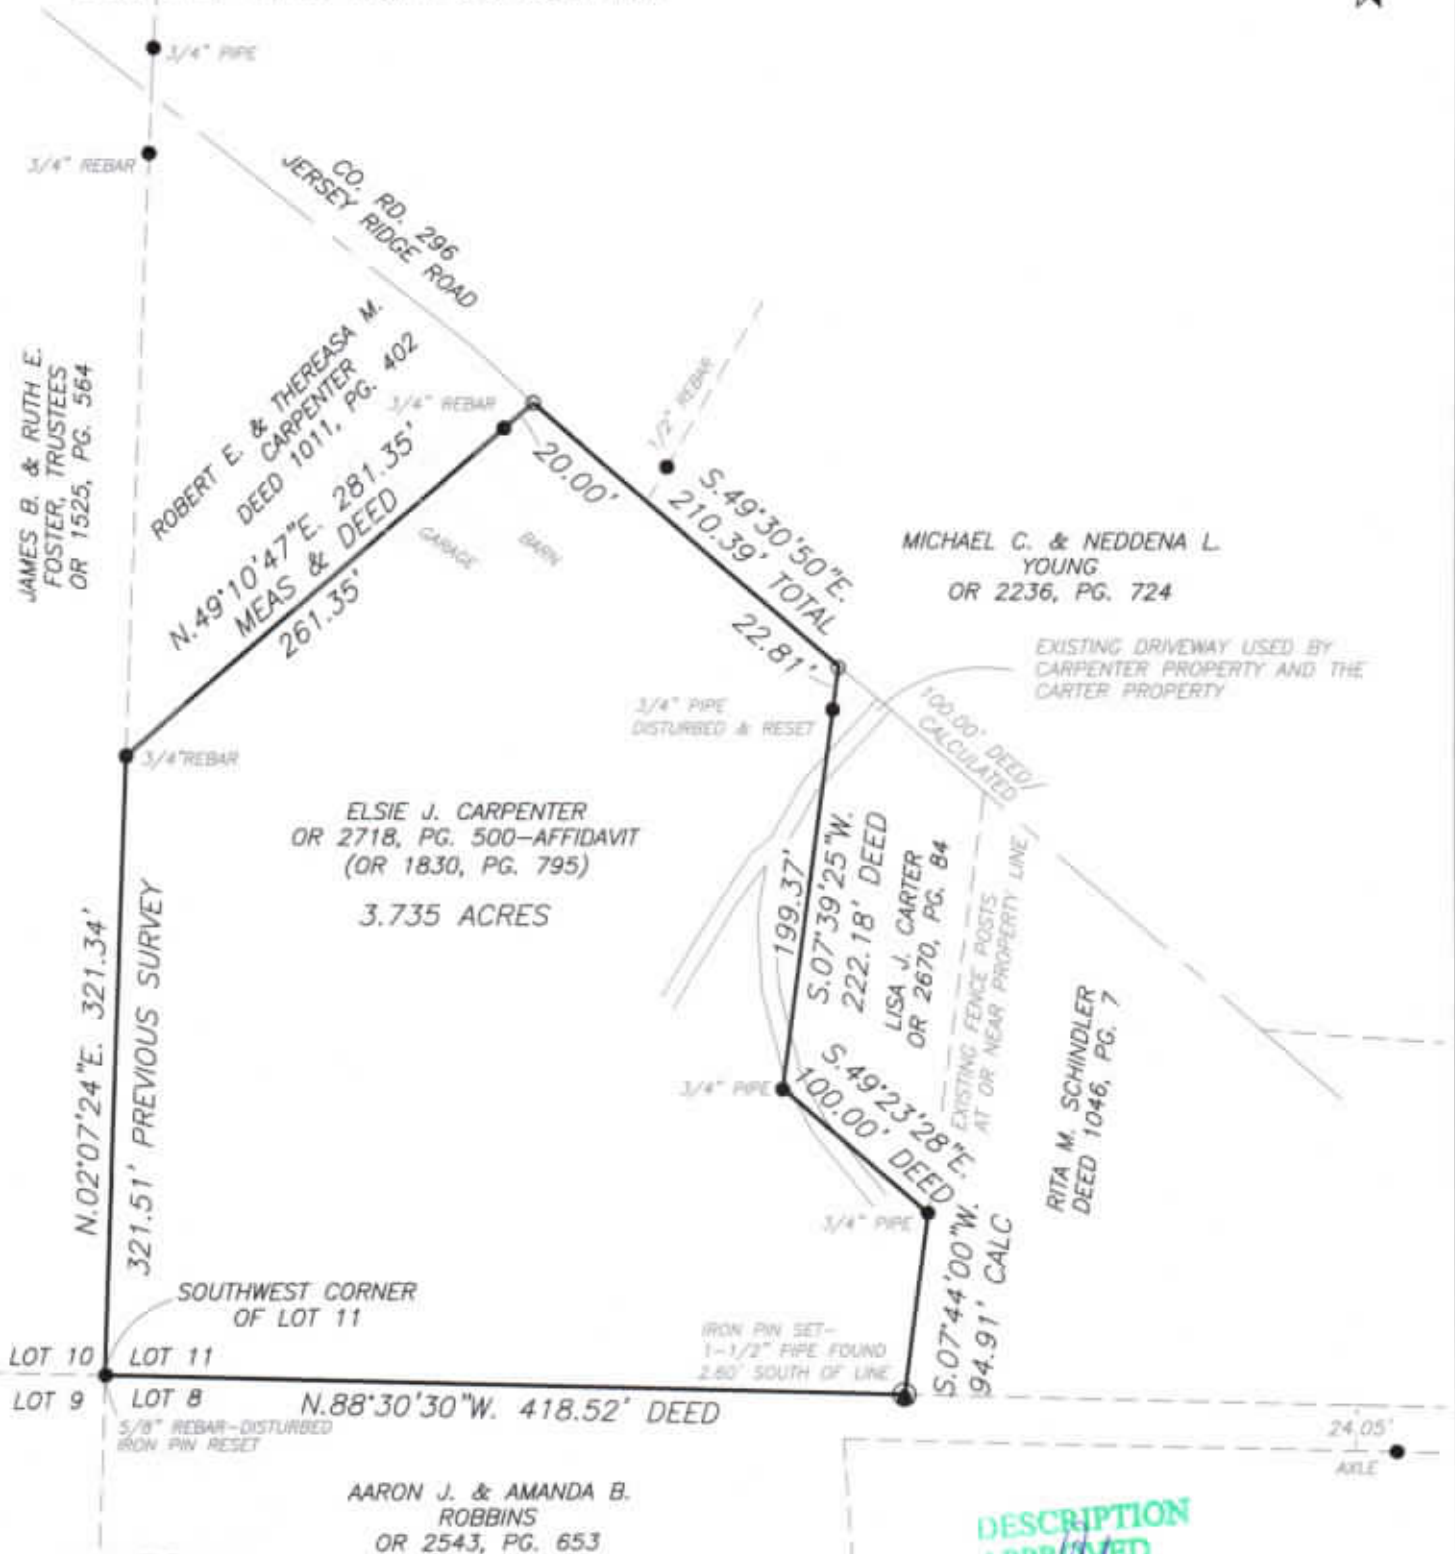 3/4" PIPE
3/4" REBAR
CO. RD. 296
JERSEY RIDGE ROAD
JAMES B. & RUTH E.
FOSTER, TRUSTEES
OR 1525, PG. 564
ROBERT E. & THEREASA M.
CARPENTER
DEED 1011, PG. 402
3/4" REBAR
N.49°10'47"E. 281.35'
MEAS & DEED
261.35'
20.00'
GARAGE
BARN
1/2" REBAR
S.49°30'50"E.
210.39' TOTAL
22.81'
MICHAEL C. & NEDDENA L.
YOUNG
OR 2236, PG. 724
EXISTING DRIVEWAY USED BY
CARPENTER PROPERTY AND THE
CARTER PROPERTY
3/4" PIPE
DISTURBED & RESET
100.00' DEED/
CALCULATED
3/4"REBAR
ELSIE J. CARPENTER
OR 2718, PG. 500-AFFIDAVIT
(OR 1830, PG. 795)
3.735 ACRES
199.37'
S.07°39'25"W.
222.18' DEED
LISA J. CARTER
OR 2670, PG. 84
EXISTING FENCE POSTS
AT OR NEAR PROPERTY LINE
RITA M. SCHINDLER
DEED 1046, PG. 7
N.02°07'24"E. 321.34'
321.51' PREVIOUS SURVEY
3/4" PIPE
S.49°23'28"E.
100.00' DEED
3/4" PIPE
S.07°44'00"W.
94.91' CALC
SOUTHWEST CORNER
OF LOT 11
IRON PIN SET-
1-1/2" PIPE FOUND
2.60' SOUTH OF LINE
LOT 10
LOT 11
LOT 9
LOT 8
N.88°30'30"W. 418.52' DEED
5/8" REBAR-DISTURBED
IRON PIN RESET
24.05'
AXLE
AARON J. & AMANDA B.
ROBBINS
OR 2543, PG. 653
DESCRIPTION